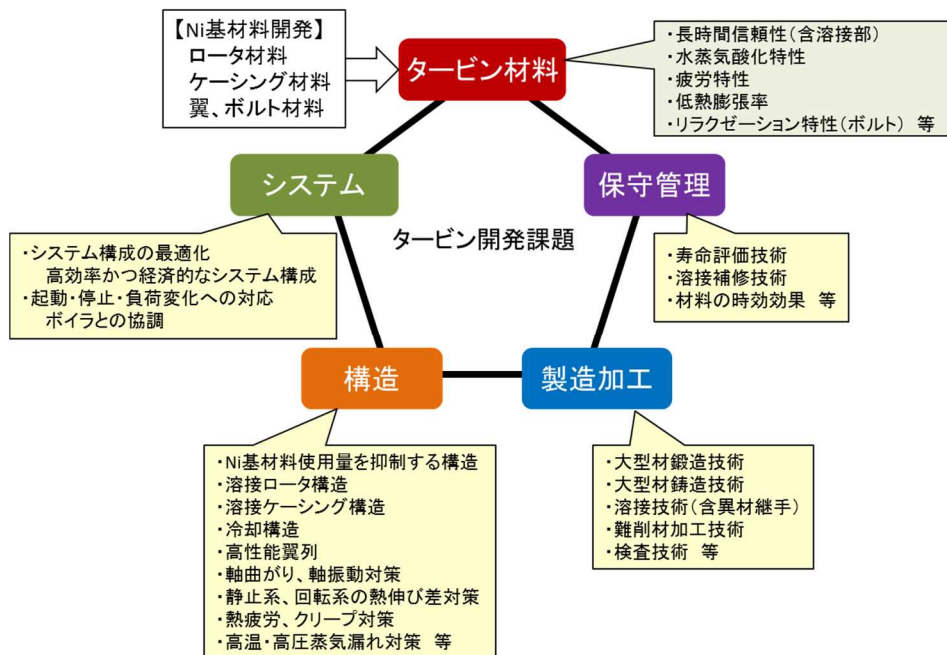 【Ni基材料開発】
ロータ材料
ケーシング材料
翼、ボルト材料
タービン材料
・長時間信頼性(含溶接部)
・水蒸気酸化特性
・疲労特性
・低熱膨張率
・リラクゼーション特性(ボルト) 等
システム
保守管理
タービン開発課題
・システム構成の最適化
高効率かつ経済的なシステム構成
・起動・停止・負荷変化への対応
ボイラとの協調
・寿命評価技術
・溶接補修技術
・材料の時効効果 等
構造
製造加工
・Ni基材料使用量を抑制する構造
・溶接ロータ構造
・溶接ケーシング構造
・冷却構造
・高性能翼列
・軸曲がり、軸振動対策
・静止系、回転系の熱伸び差対策
・熱疲労、クリープ対策
・高温・高圧蒸気漏れ対策 等
・大型材鍛造技術
・大型材鋳造技術
・溶接技術(含異材継手)
・難削材加工技術
・検査技術 等